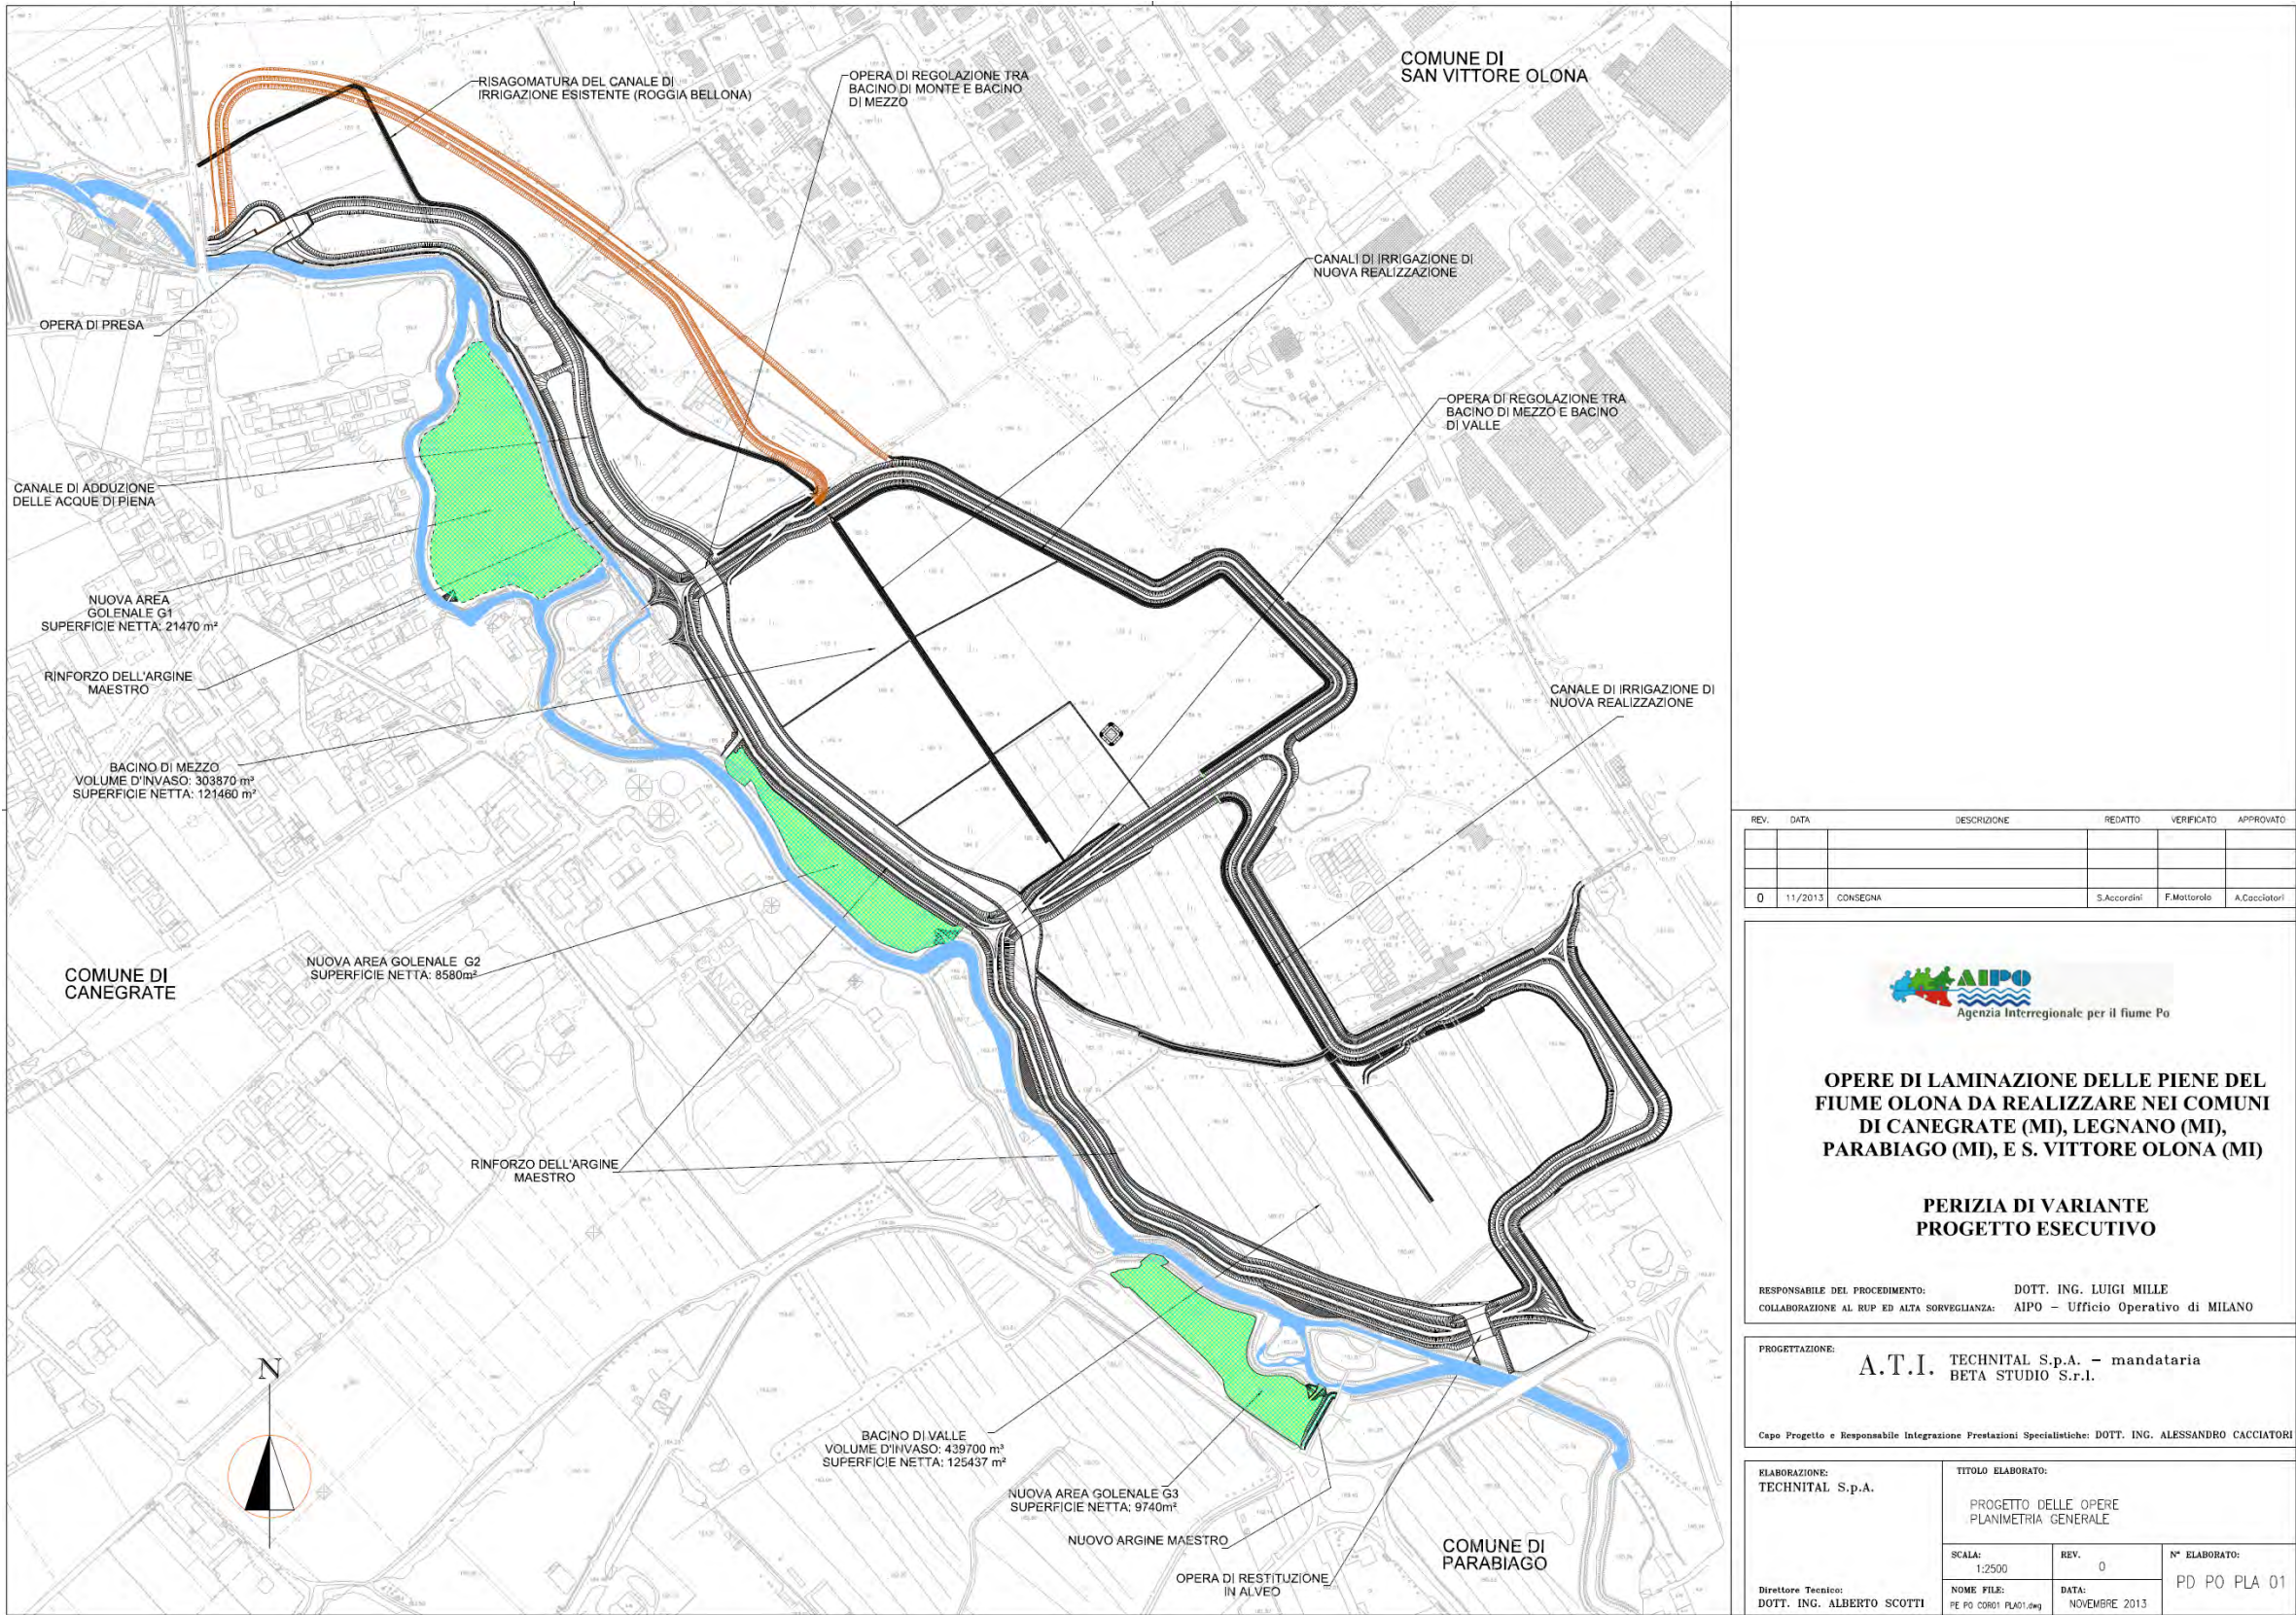 COMUNE DI
SAN VITTORE OLONA
RISAGOMATURA DEL CANALE DI
IRRIGAZIONE ESISTENTE (ROGGIA BELLONA)
OPERA DI REGOLAZIONE TRA
BACINO DI MONTE E BACINO
DI MEZZO
CANALI DI IRRIGAZIONE DI
NUOVA REALIZZAZIONE
OPERA DI PRESA
OPERA DI REGOLAZIONE TRA
BACINO DI MEZZO E BACINO
DI VALLE
CANALE DI ADDUZIONE
DELLE ACQUE DI PIENA
NUOVA AREA
GOLENALE G1
SUPERFICIE NETTA: 21470 m²
RINFORZO DELL'ARGINE
MAESTRO
CANALE DI IRRIGAZIONE DI
NUOVA REALIZZAZIONE
BACINO DI MEZZO
VOLUME D'INVASO: 303870 m³
SUPERFICIE NETTA: 121460 m²
NUOVA AREA GOLENALE G2
SUPERFICIE NETTA: 8580m²
COMUNE DI
CANEGRATE
RINFORZO DELL'ARGINE
MAESTRO
N
BACINO DI VALLE
VOLUME D'INVASO: 439700 m³
SUPERFICIE NETTA: 125437 m²
NUOVA AREA GOLENALE G3
SUPERFICIE NETTA: 9740m²
NUOVO ARGINE MAESTRO
OPERA DI RESTITUZIONE
IN ALVEO
COMUNE DI
PARABIAGO
REV. DATA DESCRIZIONE REDATTO VERIFICATO APPROVATO
0 11/2013 CONSEGNA S.Accordini F.Mattarolo A.Cacciatori
AIPO
Agenzia Interregionale per il fiume Po
OPERE DI LAMINAZIONE DELLE PIENE DEL
FIUME OLONA DA REALIZZARE NEI COMUNI
DI CANEGRATE (MI), LEGNANO (MI),
PARABIAGO (MI), E S. VITTORE OLONA (MI)
PERIZIA DI VARIANTE
PROGETTO ESECUTIVO
RESPONSABILE DEL PROCEDIMENTO: DOTT. ING. LUIGI MILLE
COLLABORAZIONE AL RUP ED ALTA SORVEGLIANZA: AIPO – Ufficio Operativo di MILANO
PROGETTAZIONE:
A.T.I. TECHNITAL S.p.A. – mandataria
BETA STUDIO S.r.l.
Capo Progetto e Responsabile Integrazione Prestazioni Specialistiche: DOTT. ING. ALESSANDRO CACCIATORI
ELABORAZIONE:
TECHNITAL S.p.A.
TITOLO ELABORATO:
PROGETTO DELLE OPERE
PLANIMETRIA GENERALE
SCALA:
1:2500
REV.
0
N° ELABORATO:
PD PO PLA 01
Direttore Tecnico:
DOTT. ING. ALBERTO SCOTTI
NOME FILE:
PE PO COR01 PLA01.dwg
DATA:
NOVEMBRE 2013